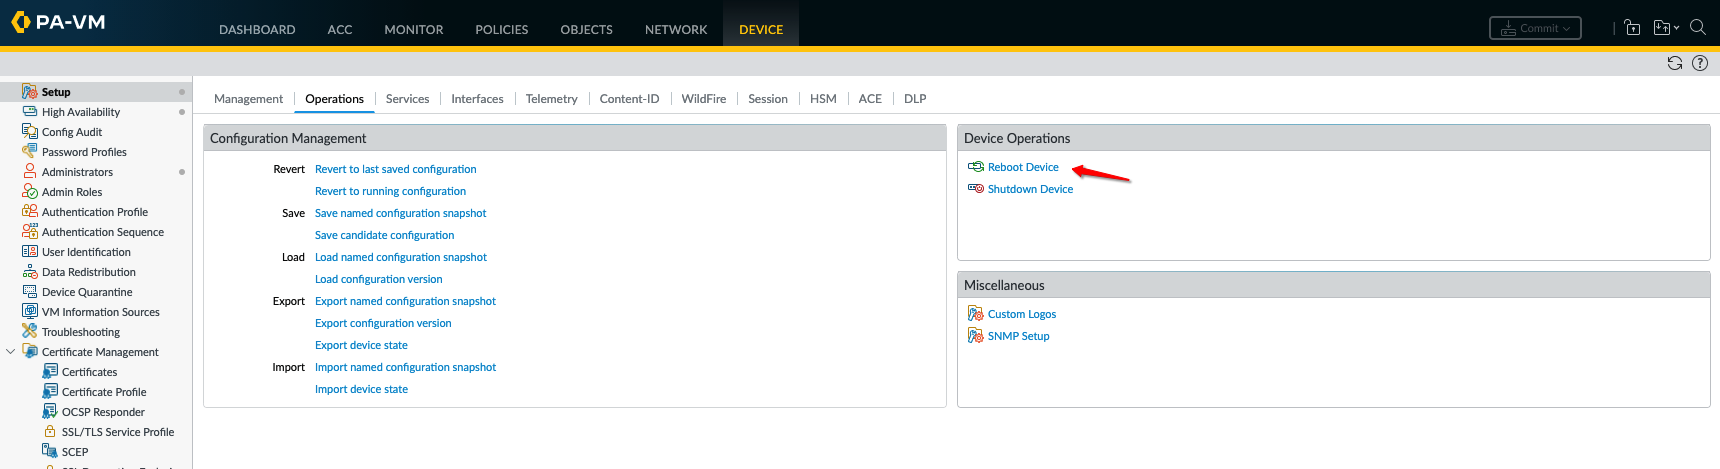 PA-VM
DASHBOARD ACC MONITOR POLICIES OBJECTS NETWORK DEVICE
Commit
Setup
High Availability
Config Audit
Password Profiles
Administrators
Admin Roles
Authentication Profile
Authentication Sequence
User Identification
Data Redistribution
Device Quarantine
VM Information Sources
Troubleshooting
Certificate Management
Certificates
Certificate Profile
OCSP Responder
SSL/TLS Service Profile
SCEP
Management Operations Services Interfaces Telemetry Content-ID WildFire Session HSM ACE DLP
Configuration Management
Revert Revert to last saved configuration
Revert to running configuration
Save Save named configuration snapshot
Save candidate configuration
Load Load named configuration snapshot
Load configuration version
Export Export named configuration snapshot
Export configuration version
Export device state
Import Import named configuration snapshot
Import device state
Device Operations
Reboot Device
Shutdown Device
Miscellaneous
Custom Logos
SNMP Setup